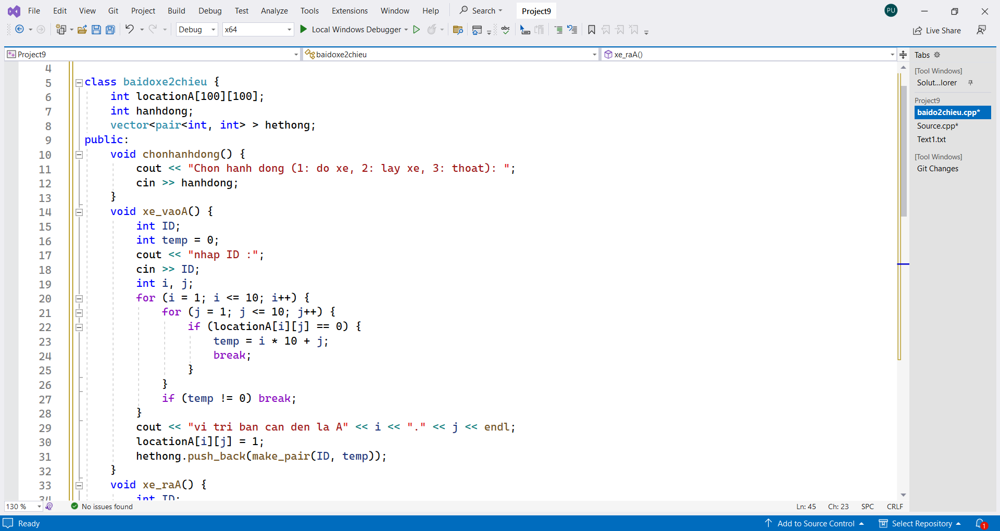 File Edit View Git Project Build Debug Test Analyze Tools Extensions Window Help Search Project9 PU
Debug x64 Local Windows Debugger abc Live Share
Project9 baidoxe2chieu xe_raA()
4
5 class baidoxe2chieu {
6 int locationA[100][100];
7 int hanhdong;
8 vector<pair<int, int> > hethong;
9 public:
10 void chonhanhdong() {
11 cout << "Chon hanh dong (1: do xe, 2: lay xe, 3: thoat): ";
12 cin >> hanhdong;
13 }
14 void xe_vaoA() {
15 int ID;
16 int temp = 0;
17 cout << "nhap ID :";
18 cin >> ID;
19 int i, j;
20 for (i = 1; i <= 10; i++) {
21 for (j = 1; j <= 10; j++) {
22 if (locationA[i][j] == 0) {
23 temp = i * 10 + j;
24 break;
25 }
26 }
27 if (temp != 0) break;
28 }
29 cout << "vi tri ban can den la A" << i << "." << j << endl;
30 locationA[i][j] = 1;
31 hethong.push_back(make_pair(ID, temp));
32 }
33 void xe_raA() {
34 int ID;
Tabs
[Tool Windows]
Solut...lorer
Project9
baido2chieu.cpp*
Source.cpp*
Text1.txt
[Tool Windows]
Git Changes
130 % No issues found Ln: 45 Ch: 23 SPC CRLF
Ready Add to Source Control Select Repository 1